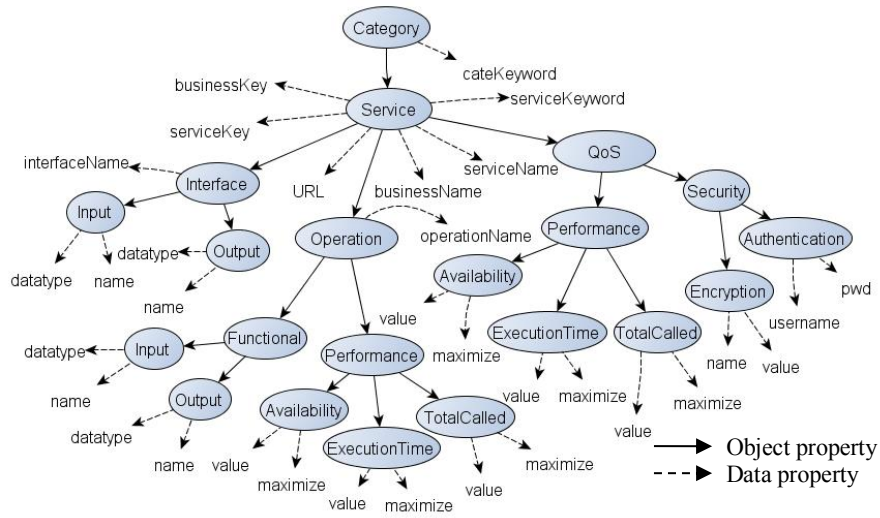 Category
cateKeyword
businessKey
serviceKeyword
Service
serviceKey
interfaceName
Interface
URL
businessName
serviceName
QoS
Security
Input
Output
datatype
datatype
name
name
Operation
operationName
Performance
Authentication
Availability
Encryption
pwd
username
value
maximize
ExecutionTime
TotalCalled
name
value
value
maximize
maximize
value
Functional
Input
datatype
name
Output
datatype
name
Performance
Availability
TotalCalled
ExecutionTime
value
maximize
value
maximize
value
maximize
Object property
Data property